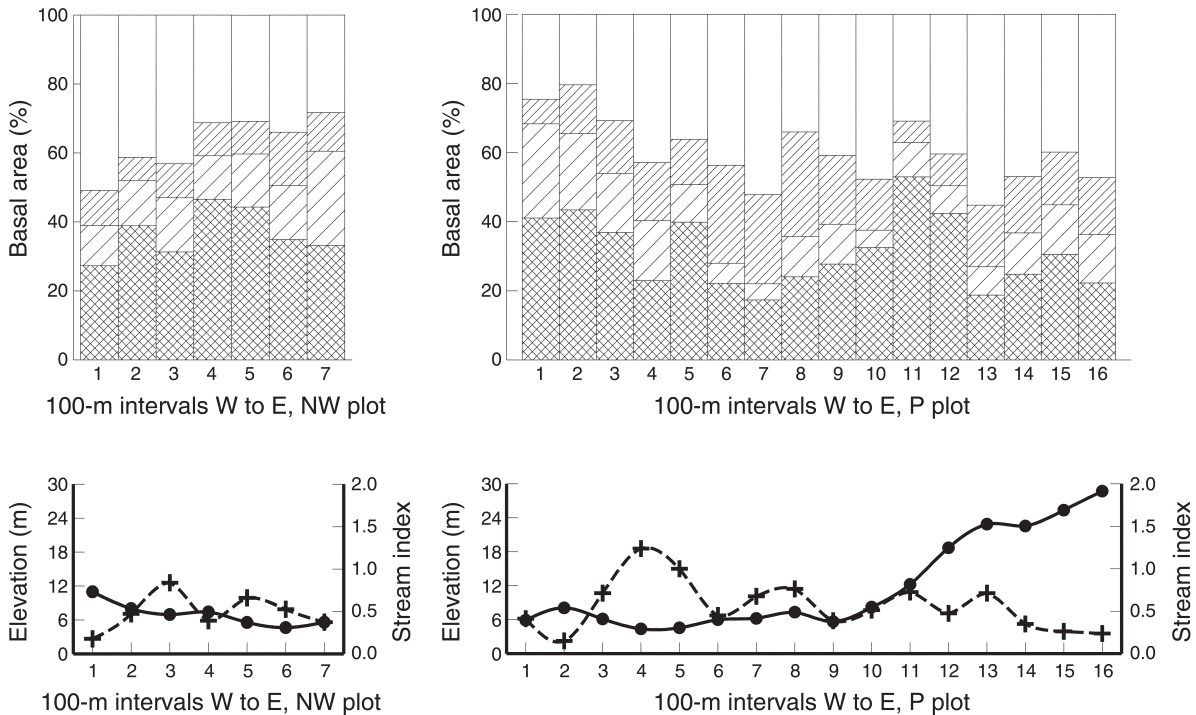 Basal area (%)
100
80
60
40
20
0
1 2 3 4 5 6 7
100-m intervals W to E, NW plot
Basal area (%)
100
80
60
40
20
0
1 2 3 4 5 6 7 8 9 10 11 12 13 14 15 16
100-m intervals W to E, P plot
Elevation (m)
30
24
18
12
6
0
2.0
1.5
1.0
0.5
0.0
Stream index
1 2 3 4 5 6 7
100-m intervals W to E, NW plot
Elevation (m)
30
24
18
12
6
0
2.0
1.5
1.0
0.5
0.0
Stream index
1 2 3 4 5 6 7 8 9 10 11 12 13 14 15 16
100-m intervals W to E, P plot